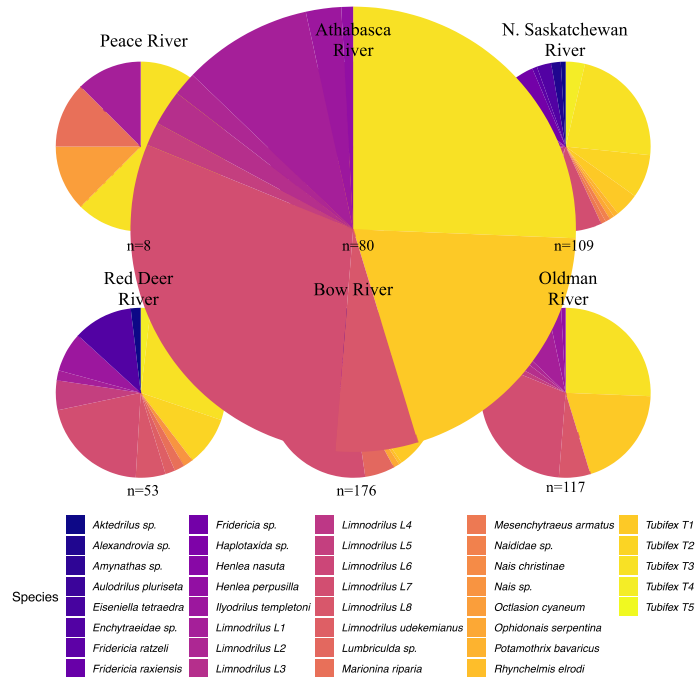 Peace River
Athabasca
River
N. Saskatchewan
River
n=8
n=80
n=109
Red Deer
River
Bow River
Oldman
River
n=53
n=176
n=117
Species
Aktedrilus sp.
Alexandrovia sp.
Amynathas sp.
Aulodrilus pluriseta
Eiseniella tetraedra
Enchytraeidae sp.
Fridericia ratzeli
Fridericia raxiensis
Fridericia sp.
Haplotaxida sp.
Henlea nasuta
Henlea perpusilla
Ilyodrilus templetoni
Limnodrilus L1
Limnodrilus L2
Limnodrilus L3
Limnodrilus L4
Limnodrilus L5
Limnodrilus L6
Limnodrilus L7
Limnodrilus L8
Limnodrilus udekemianus
Lumbriculida sp.
Marionina riparia
Mesenchytraeus armatus
Naididae sp.
Nais christinae
Nais sp.
Octlasion cyaneum
Ophidonais serpentina
Potamothrix bavaricus
Rhynchelmis elrodi
Tubifex T1
Tubifex T2
Tubifex T3
Tubifex T4
Tubifex T5